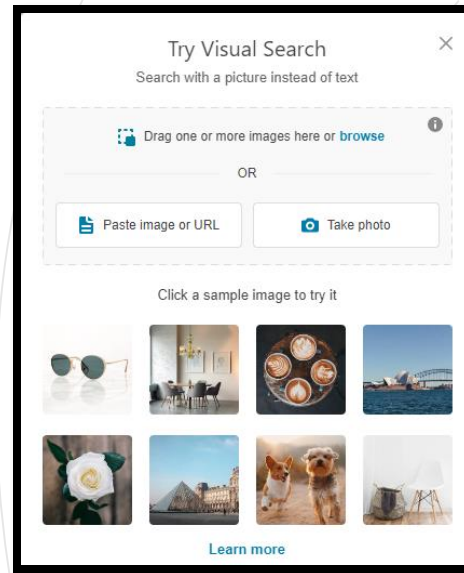 Try Visual Search
Search with a picture instead of text
Drag one or more images here or browse
OR
Paste image or URL
Take photo
Click a sample image to try it
Learn more